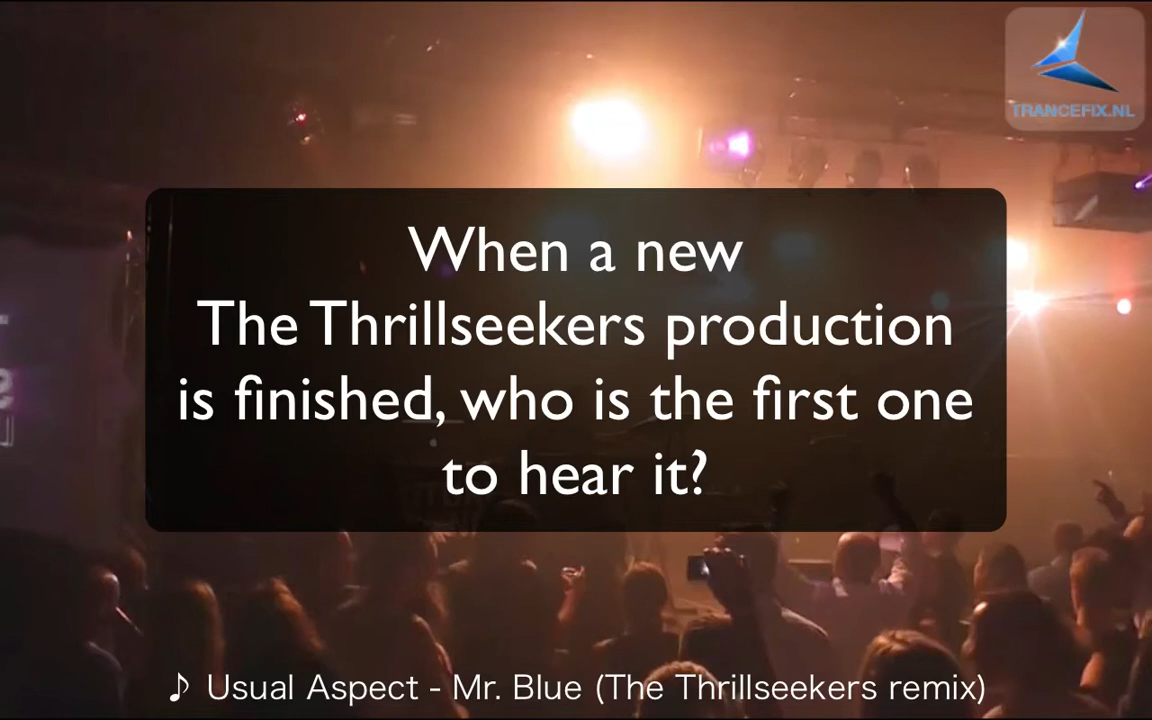 TRANCEFIX.NL
When a new
The Thrillseekers production
is finished, who is the first one
to hear it?
♪ Usual Aspect - Mr. Blue (The Thrillseekers remix)